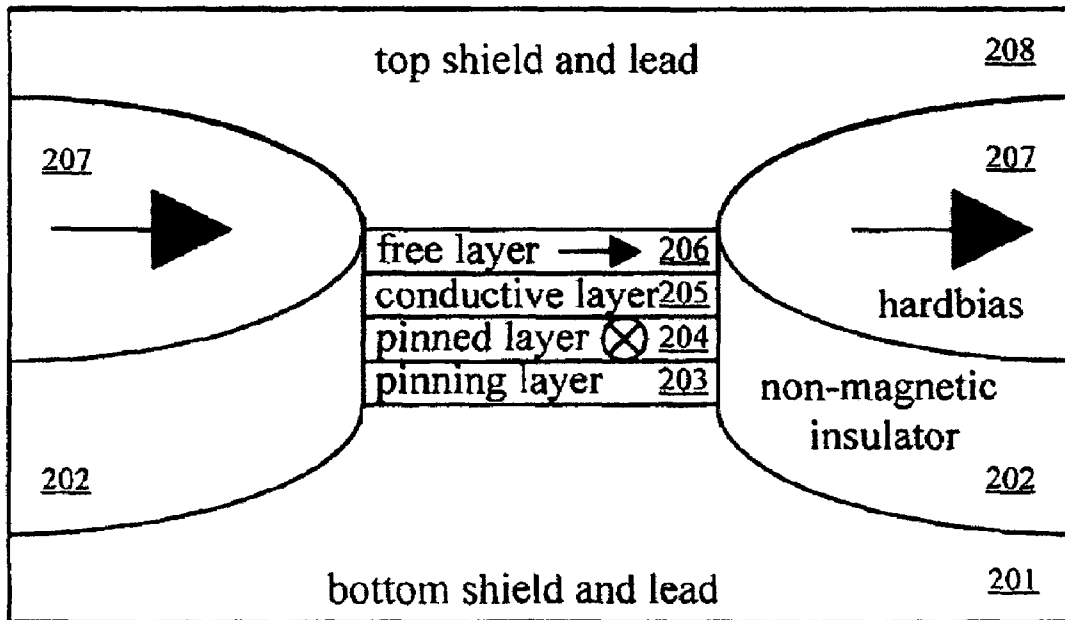 top shield and lead 208
207 207
free layer 206
conductive layer 205
pinned layer 204
pinning layer 203
hardbias
non-magnetic
insulator
202 202
bottom shield and lead 201